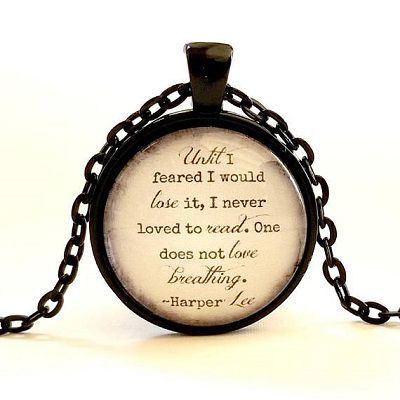 Until I
feared I would
lose it, I never
loved to read. One
does not love
breathing.
~Harper Lee